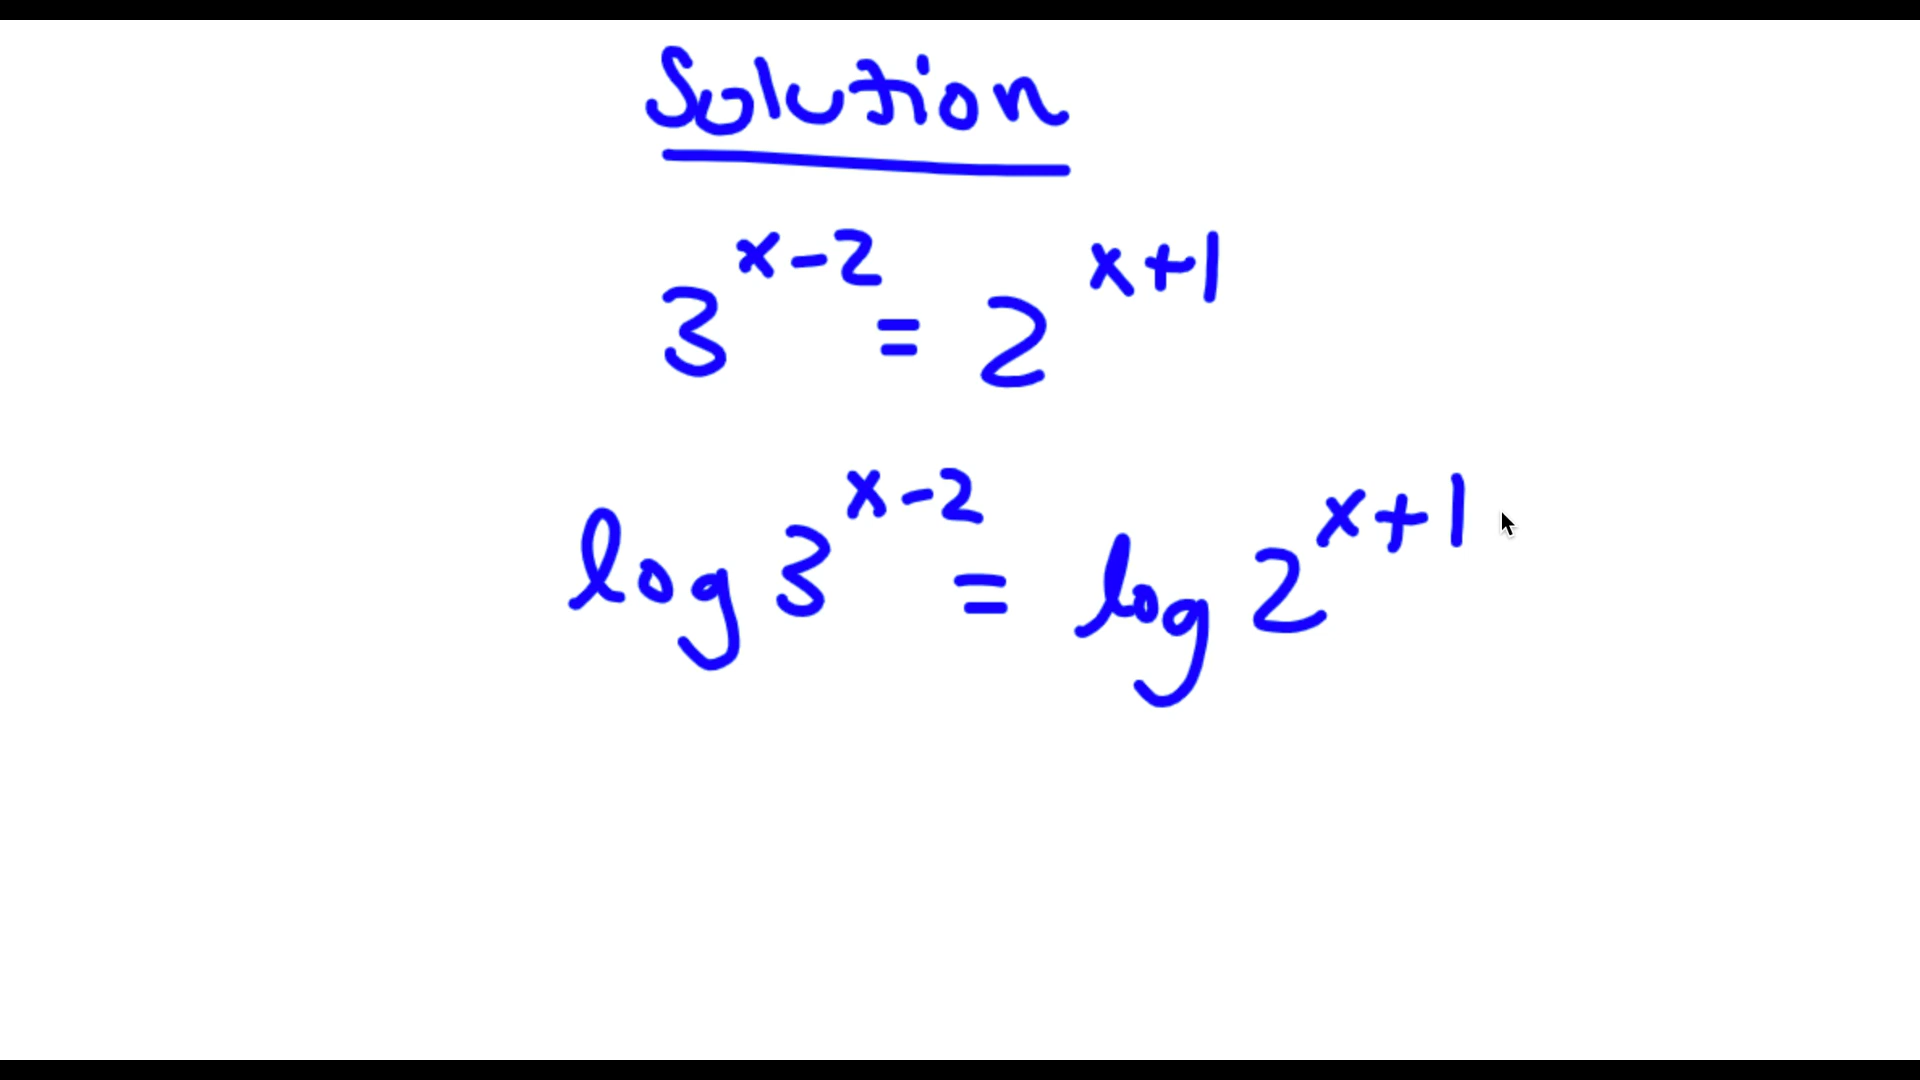 Solution
3^{x-2} = 2^{x+1}
log 3^{x-2} = log 2^{x+1}